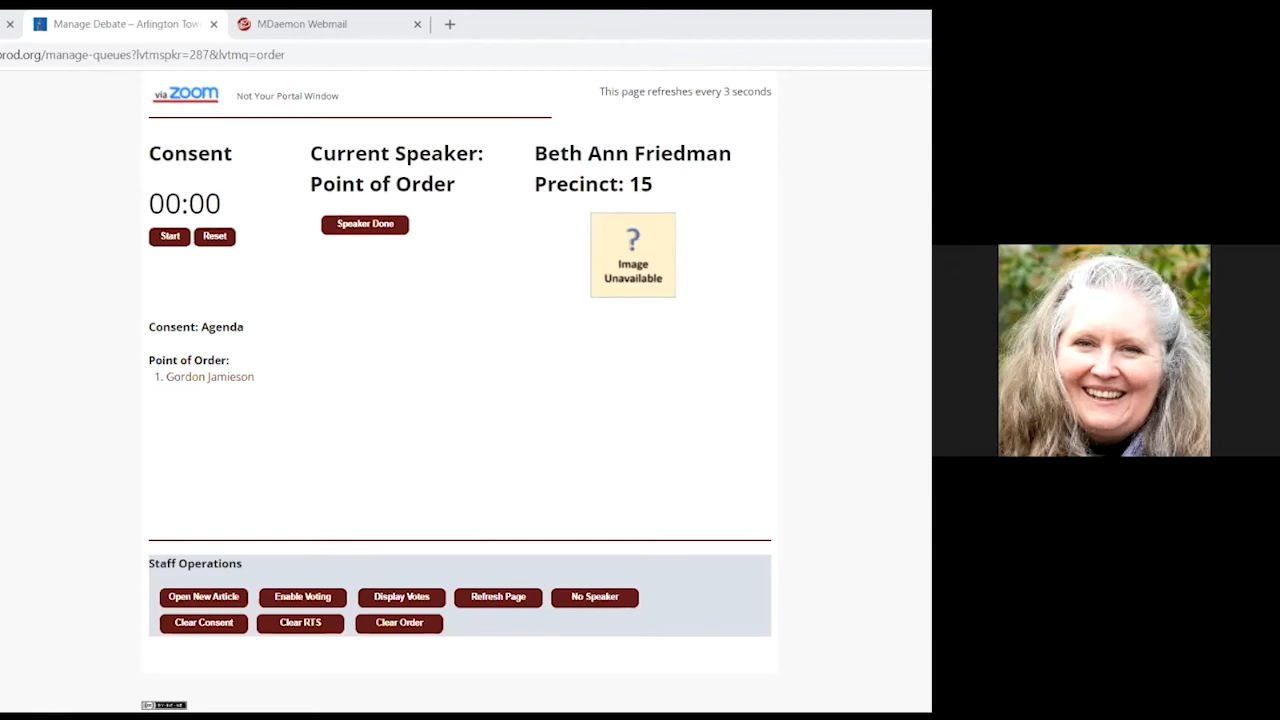 Manage Debate – Arlington Tow
MDaemon Webmail
prod.org/manage-queues?lvtmspkr=287&lvtmq=order
via zoom
Not Your Portal Window
This page refreshes every 3 seconds
Consent
Current Speaker:
Beth Ann Friedman
Point of Order
Precinct: 15
00:00
Start
Reset
Speaker Done
?
Image
Unavailable
Consent: Agenda
Point of Order:
1. Gordon Jamieson
Staff Operations
Open New Article
Enable Voting
Display Votes
Refresh Page
No Speaker
Clear Consent
Clear RTS
Clear Order